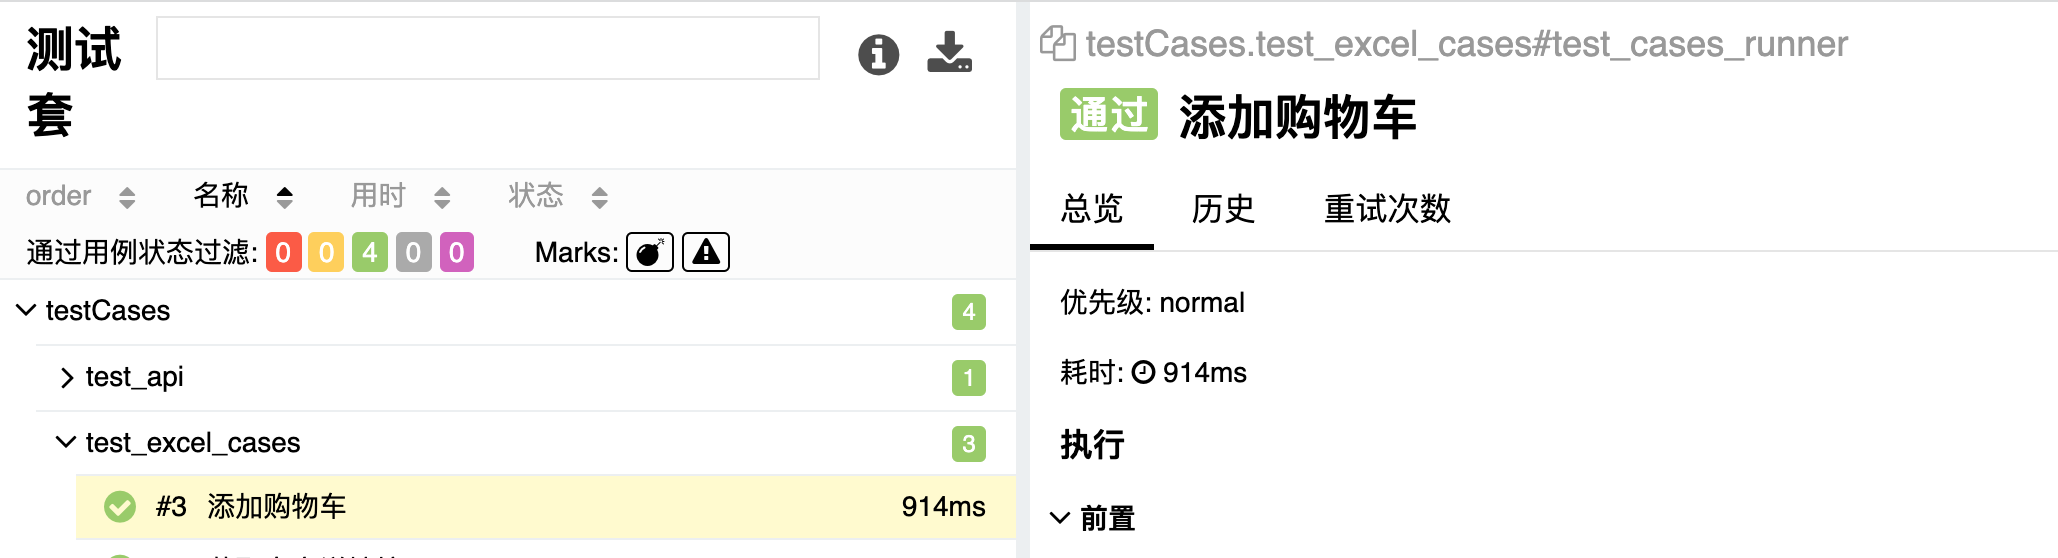 测试
套
order 名称 用时 状态
通过用例状态过滤: 0 0 4 0 0 Marks:
testCases 4
test_api 1
test_excel_cases 3
#3 添加购物车 914ms
testCases.test_excel_cases#test_cases_runner
通过 添加购物车
总览 历史 重试次数
优先级: normal
耗时: 914ms
执行
前置